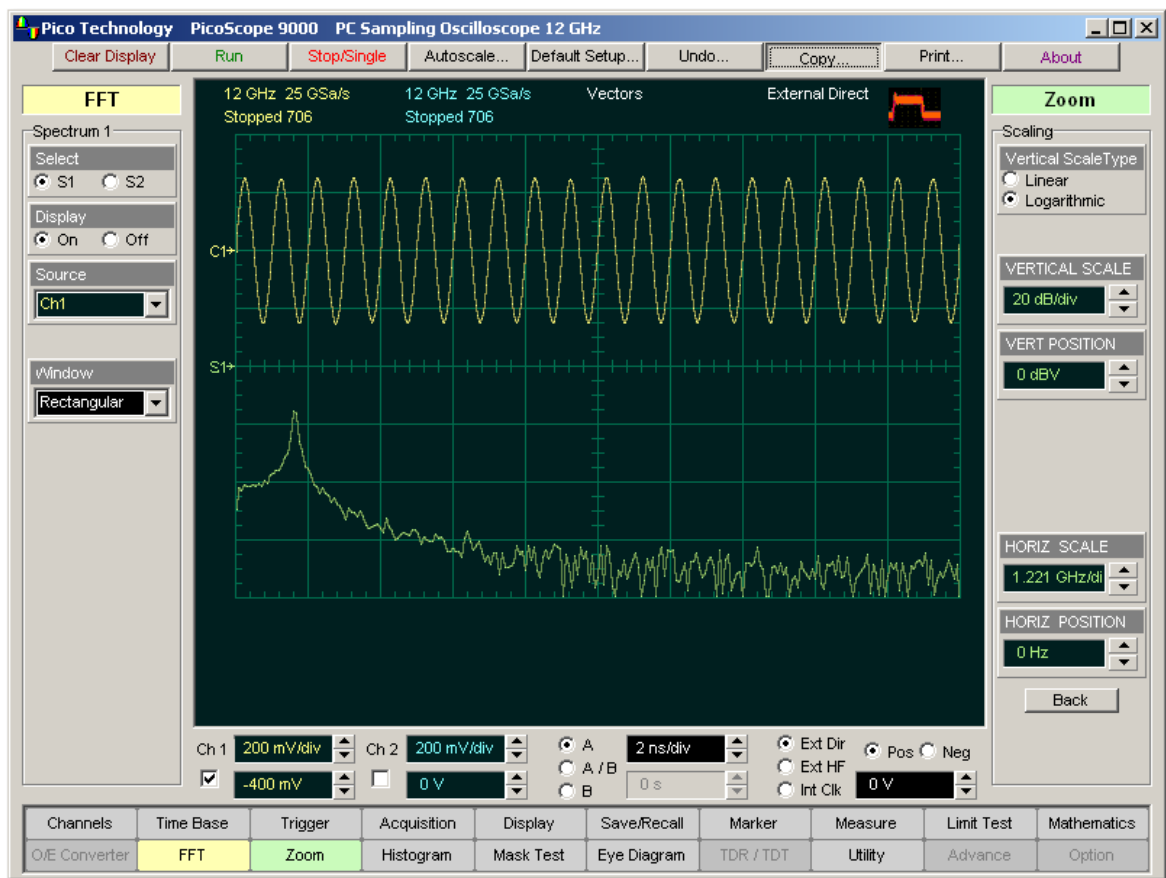 Pico Technology PicoScope 9000 PC Sampling Oscilloscope 12 GHz
Clear Display Run Stop/Single Autoscale... Default Setup... Undo... Copy... Print... About
FFT
Spectrum 1
Select
S1 S2
Display
On Off
Source
Ch1
Window
Rectangular
12 GHz 25 GSa/s 12 GHz 25 GSa/s Vectors External Direct
Stopped 706 Stopped 706
C1
S1
Zoom
Scaling
Vertical ScaleType
Linear
Logarithmic
VERTICAL SCALE
20 dB/div
VERT POSITION
0 dBV
HORIZ SCALE
1.221 GHz/di
HORIZ POSITION
0 Hz
Back
Ch 1 200 mV/div Ch 2 200 mV/div A 2 ns/div Ext Dir Pos Neg
A / B Ext HF
-400 mV 0 V B 0 s Int Clk 0 V
Channels Time Base Trigger Acquisition Display Save/Recall Marker Measure Limit Test Mathematics
O/E Converter FFT Zoom Histogram Mask Test Eye Diagram TDR / TDT Utility Advance Option